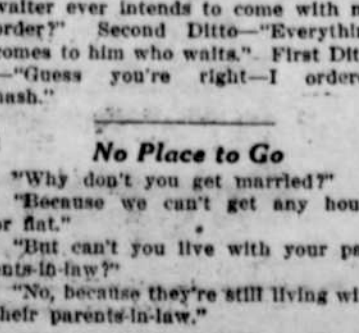 waiter ever intends to come with
order?" Second Ditto—"Everythin
comes to him who waits." First Dit
—"Guess you're right—I order
hash."
No Place to Go
"Why don't you get married?"
"Because we can't get any hou
or flat."
"But can't you live with your pa
ents-in-law?"
"No, because they're still living wi
their parents-in-law."